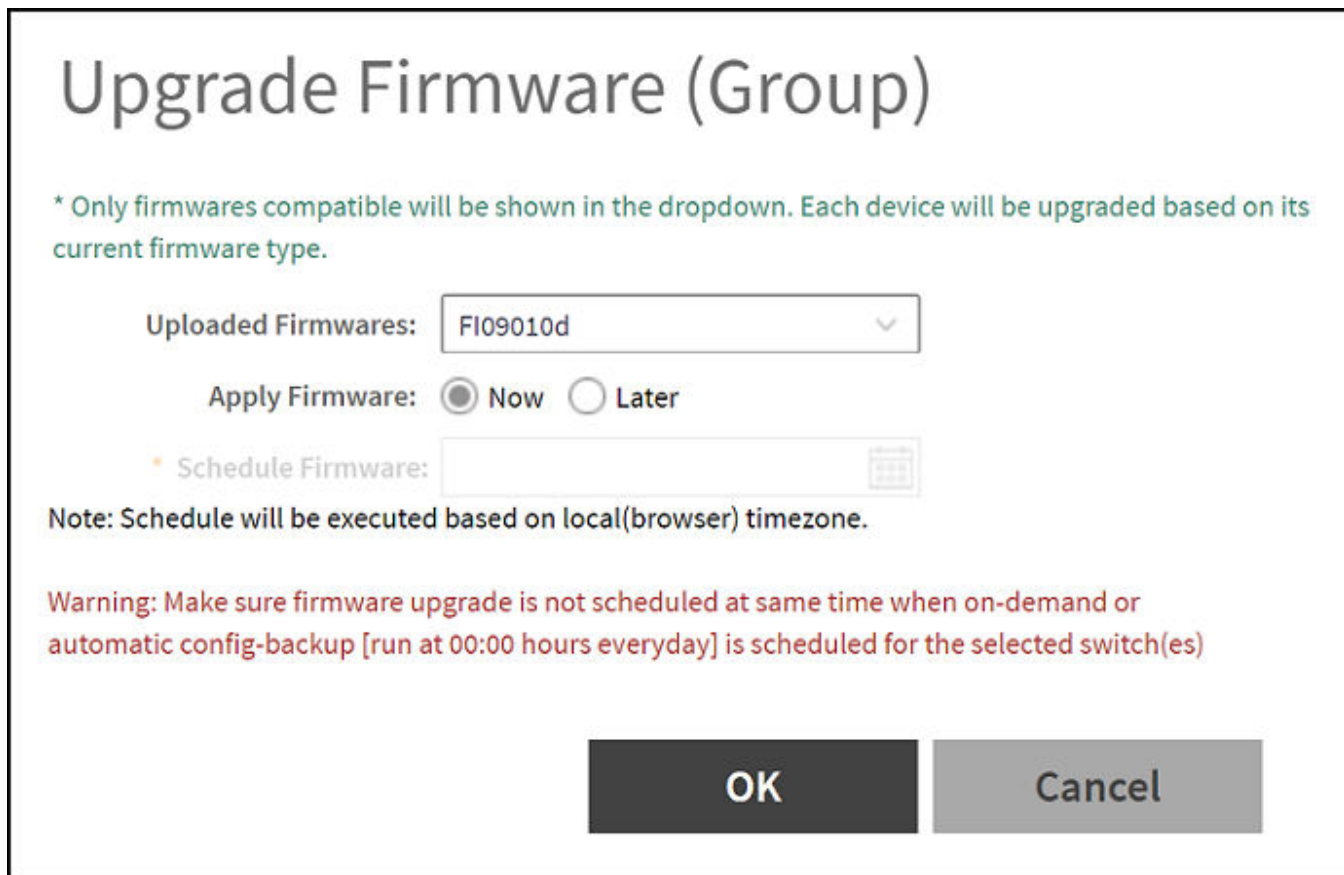 Upgrade Firmware (Group)
* Only firmwares compatible will be shown in the dropdown. Each device will be upgraded based on its
current firmware type.
Uploaded Firmwares: FI09010d
Apply Firmware: Now Later
* Schedule Firmware:
Note: Schedule will be executed based on local(browser) timezone.
Warning: Make sure firmware upgrade is not scheduled at same time when on-demand or
automatic config-backup [run at 00:00 hours everyday] is scheduled for the selected switch(es)
OK Cancel